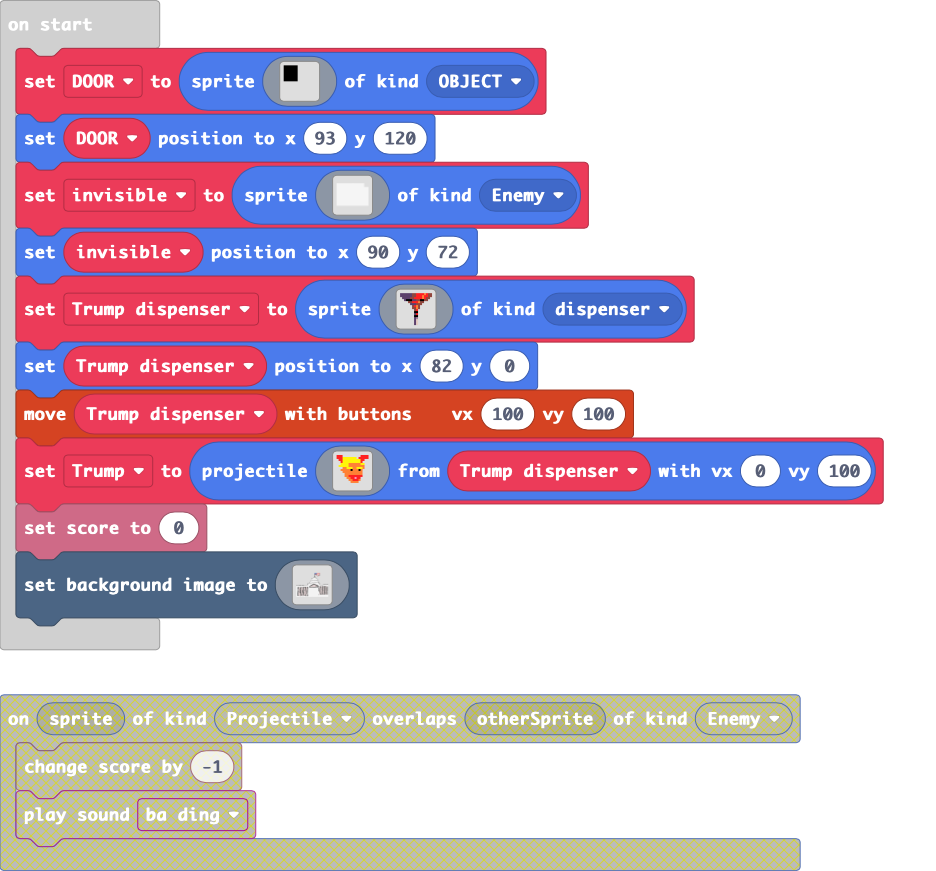 on start
set DOOR to sprite of kind OBJECT
set DOOR position to x 93 y 120
set invisible to sprite of kind Enemy
set invisible position to x 90 y 72
set Trump dispenser to sprite of kind dispenser
set Trump dispenser position to x 82 y 0
move Trump dispenser with buttons vx 100 vy 100
set Trump to projectile from Trump dispenser with vx 0 vy 100
set score to 0
set background image to
on sprite of kind Projectile overlaps otherSprite of kind Enemy
change score by -1
play sound ba ding